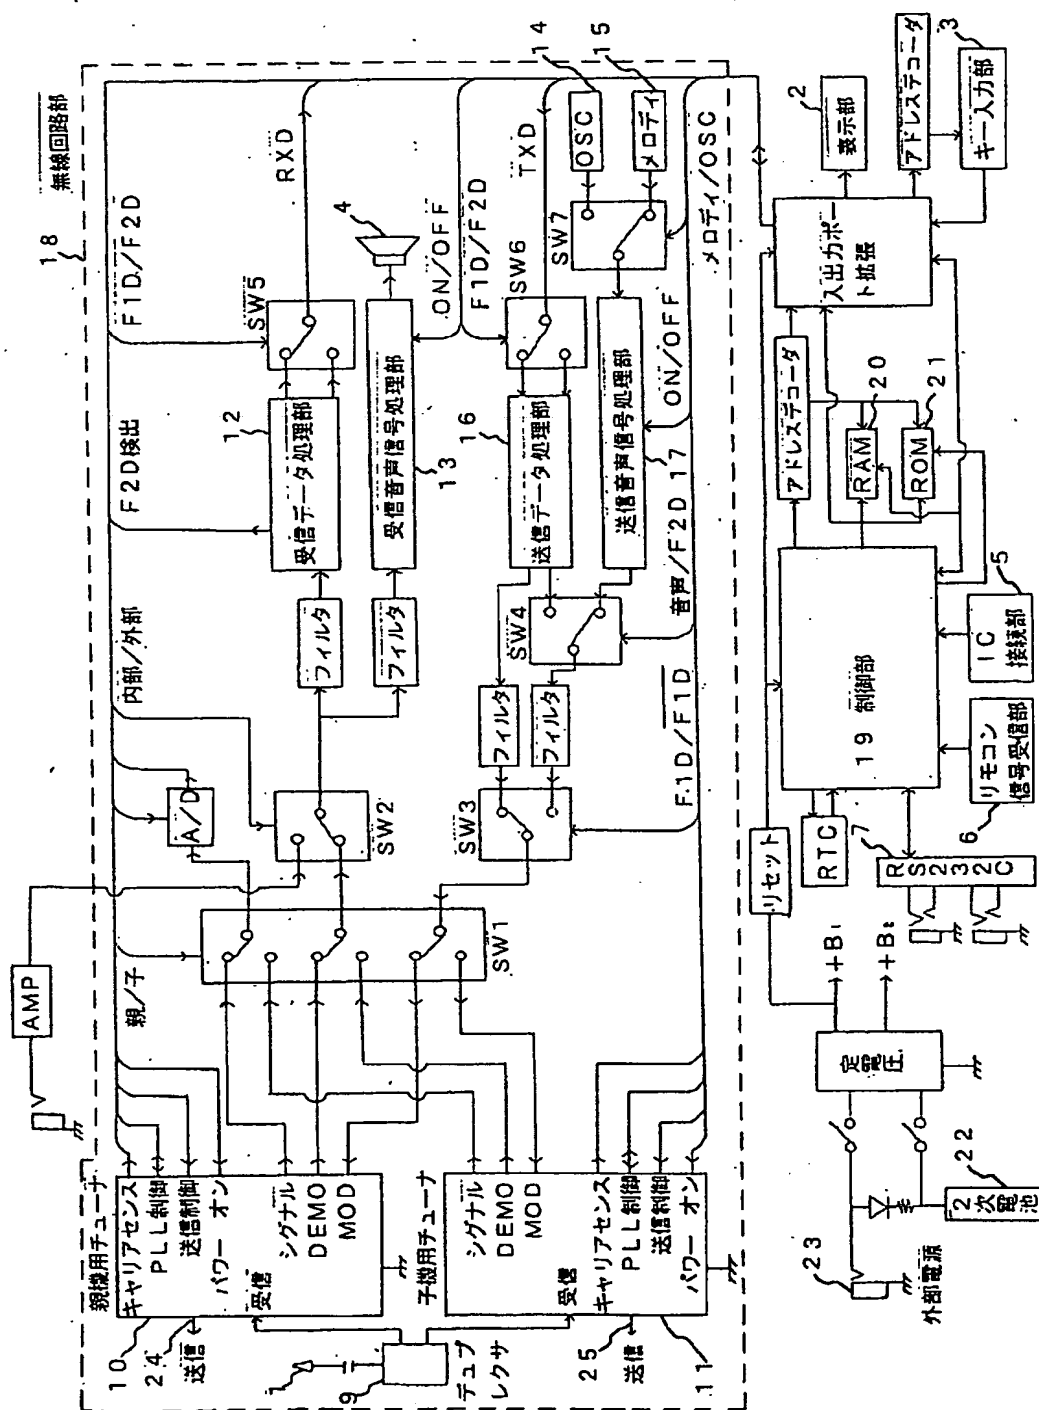 無線回路部
18
F1D/F2D
RXD
SW5
F2D検出
12
受信データ処理部
4
ON/OFF
受信音声信号処理部
13
内部/外部
フィルタ
フィルタ
A/D
SW2
AMP
親/子
SW1
F1D/F2D
TXD
SW6
OSC
14
メロディ
15
SW7
16
送信データ処理部
送信音声信号処理部
17
ON/OFF
メロディ/OSC
SW4
音声/F2D
フィルタ
フィルタ
SW3
F1D/F1D
親機用チューナ
キャリアセンス
PLL制御
送信制御
パワー オン
シグナル
DEMO
MOD
受信
10
24
送信
子機用チューナ
シグナル
DEMO
MOD
受信
キャリアセンス
PLL制御
送信制御
パワー オン
25
送信
11
1
9
デュプ
レクサ
2
表示部
アドレスデコーダ
3
キー入力部
入出力ポー
ト拡張
アドレスデコーダ
20
RAM
21
ROM
19 制御部
IC
接続部
5
リモコン
信号受信部
6
リセット
RTC
7
RS232C
+B1
+B2
定電圧
22
2次電池
23
外部電源